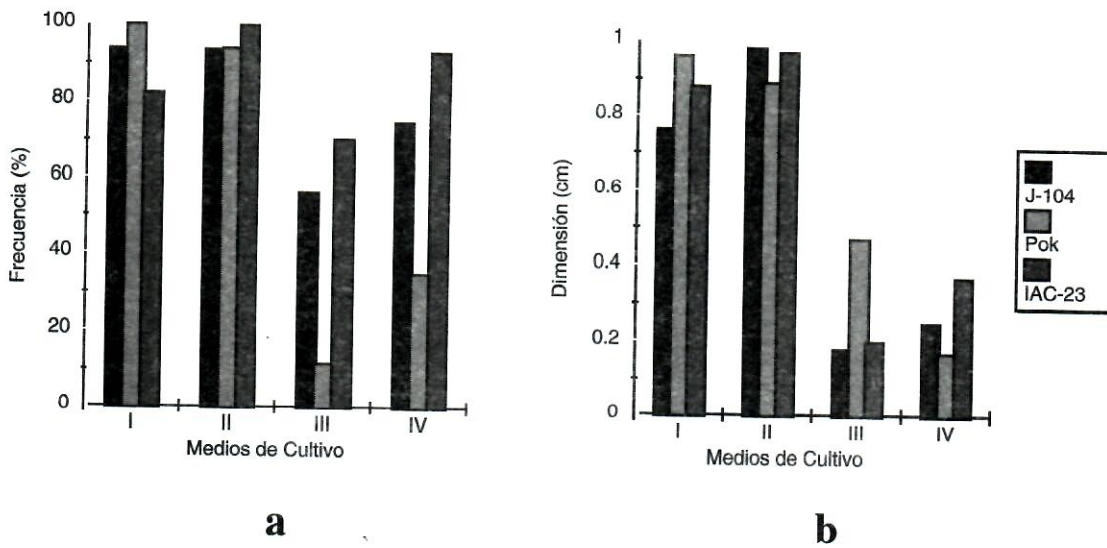 100
80
60
40
20
0
Frecuencia (%)
I II III IV
Medios de Cultivo
a
1
0.8
0.6
0.4
0.2
0
Dimensión (cm)
I II III IV
Medios de Cultivo
b
J-104
Pok
IAC-23